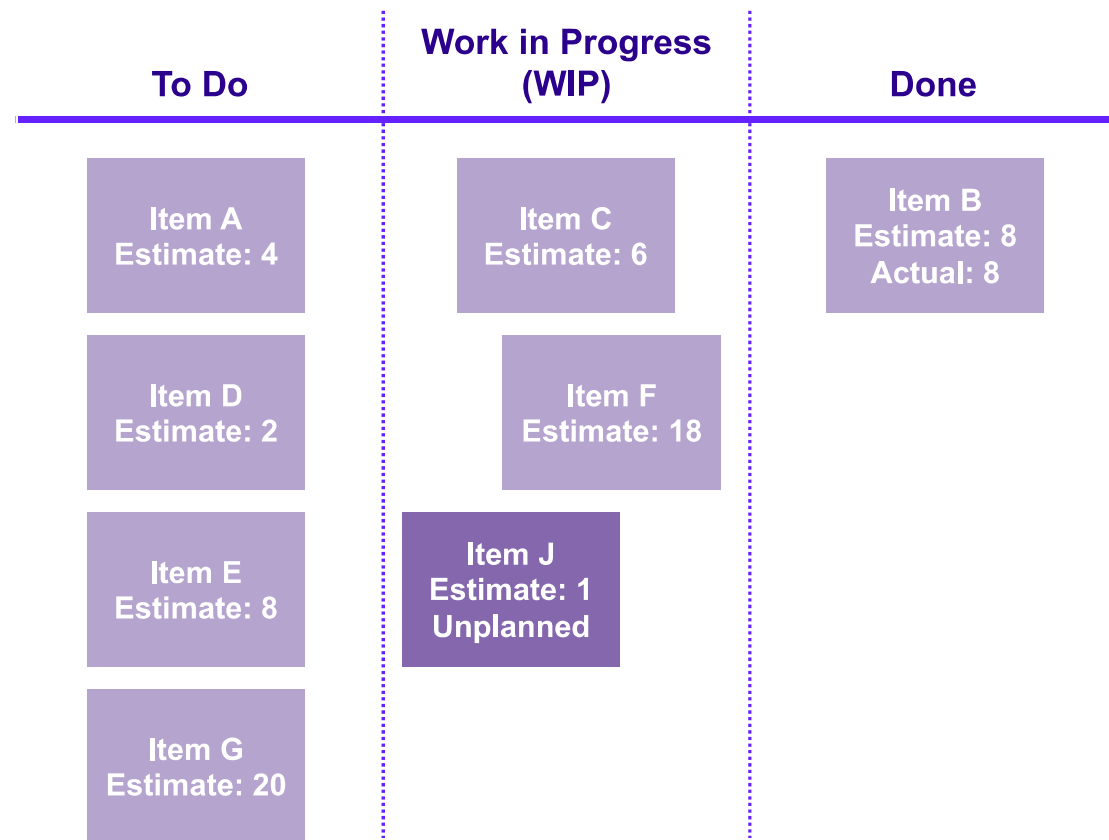 To Do
Work in Progress
(WIP)
Done
Item A
Estimate: 4
Item C
Estimate: 6
Item B
Estimate: 8
Actual: 8
Item D
Estimate: 2
Item F
Estimate: 18
Item E
Estimate: 8
Item J
Estimate: 1
Unplanned
Item G
Estimate: 20